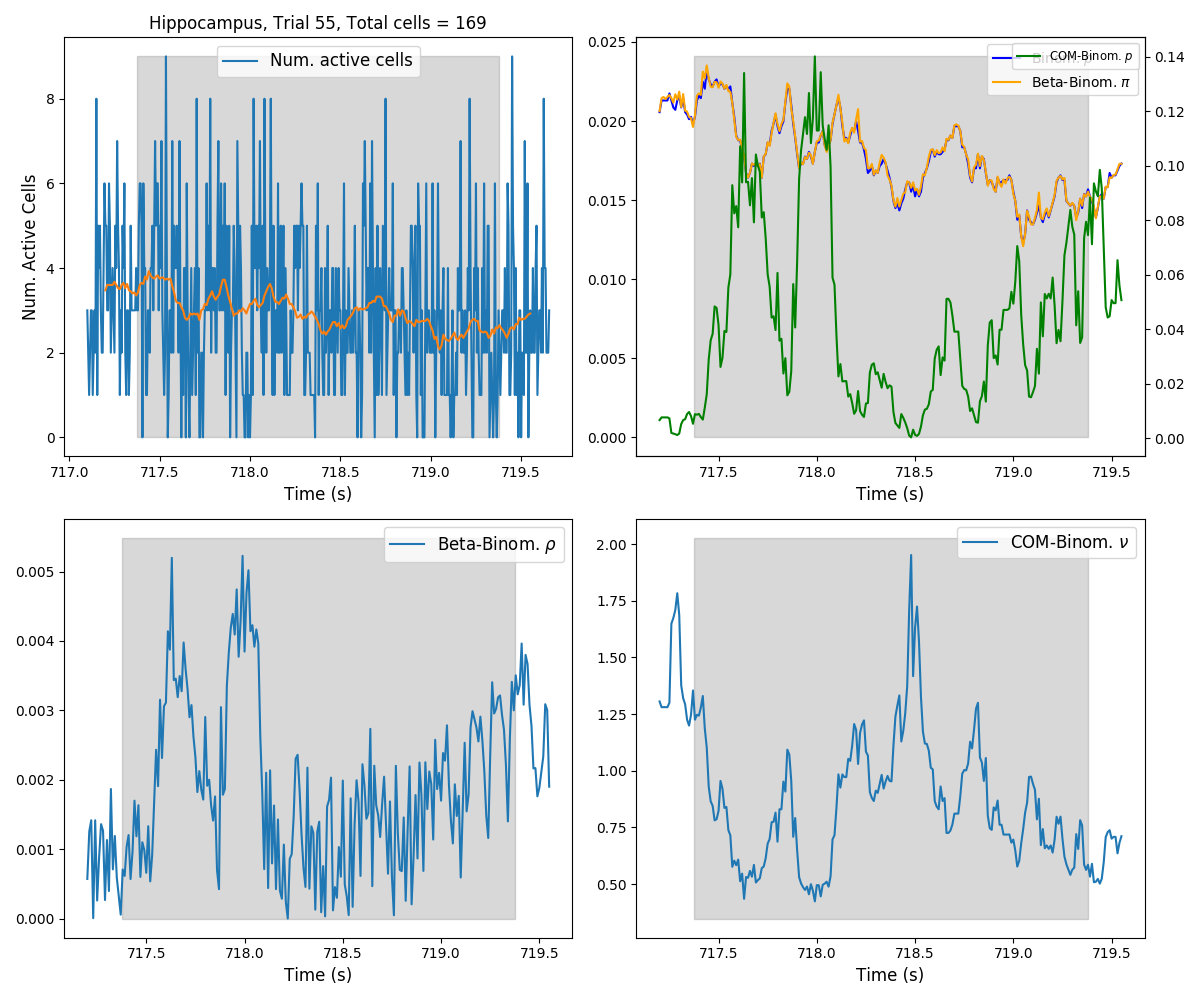 Hippocampus, Trial 55, Total cells = 169
Num. Active Cells
8
6
4
2
0
Num. active cells
717.0 717.5 718.0 718.5 719.0 719.5
Time (s)
0.025
0.020
0.015
0.010
0.005
0.000
COM-Binom. p
Beta-Binom. π
0.14
0.12
0.10
0.08
0.06
0.04
0.02
0.00
717.5 718.0 718.5 719.0 719.5
Time (s)
0.005
0.004
0.003
0.002
0.001
0.000
Beta-Binom. ρ
717.5 718.0 718.5 719.0 719.5
Time (s)
2.00
1.75
1.50
1.25
1.00
0.75
0.50
COM-Binom. ν
717.5 718.0 718.5 719.0 719.5
Time (s)